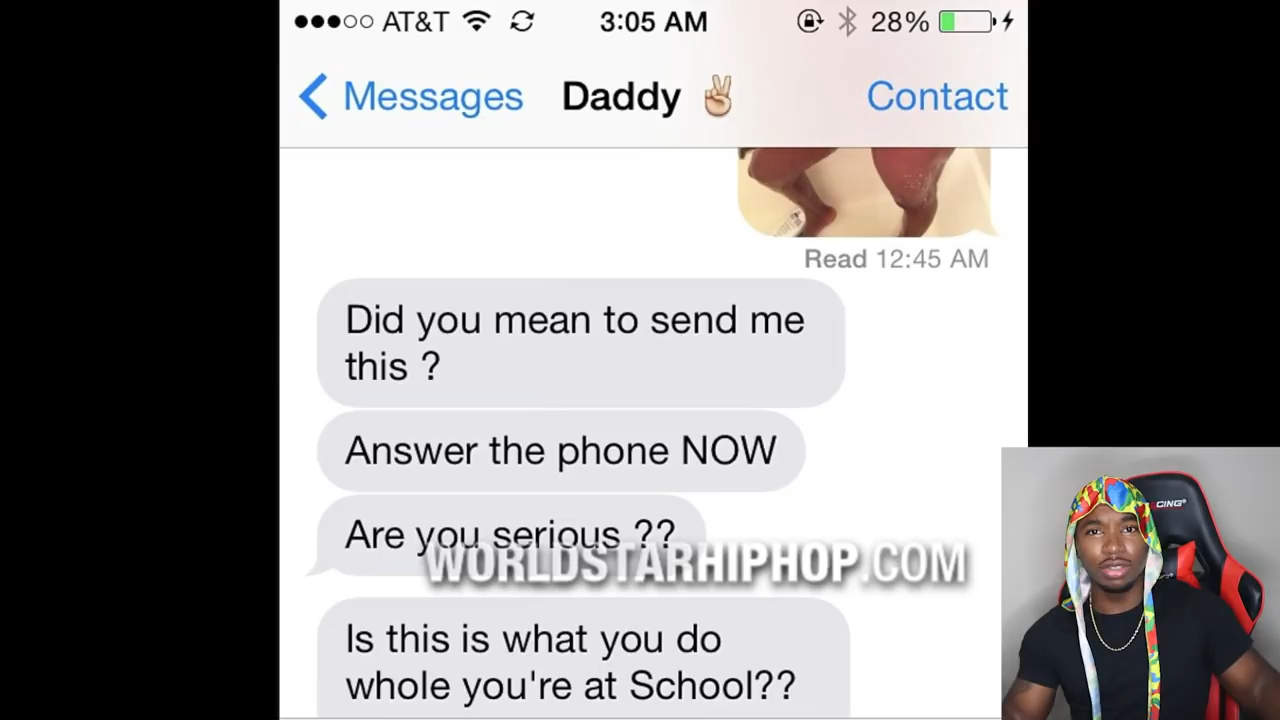 AT&T 3:05 AM 28%
Messages Daddy ✌ Contact
Read 12:45 AM
Did you mean to send me
this ?
Answer the phone NOW
Are you serious ??
WORLDSTARHIPHOP.COM
Is this is what you do
whole you're at School??